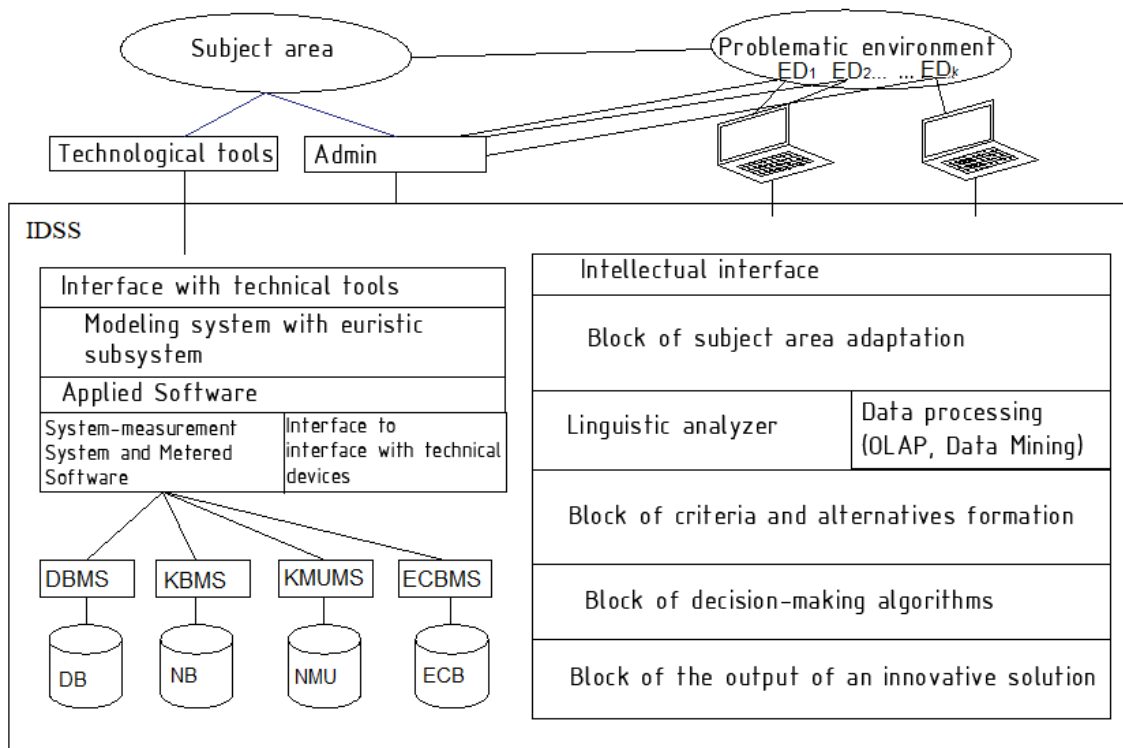 Subject area
Problematic environment
ED1 ED2... ... EDk
Technological tools
Admin
IDSS
Interface with technical tools
Modeling system with euristic
subsystem
Applied Software
System-measurement
System and Metered
Software
Interface to
interface with technical
devices
DBMS
KBMS
KMUMS
ECBMS
DB
NB
NMU
ECB
Intellectual interface
Block of subject area adaptation
Linguistic analyzer
Data processing
(OLAP, Data Mining)
Block of criteria and alternatives formation
Block of decision-making algorithms
Block of the output of an innovative solution